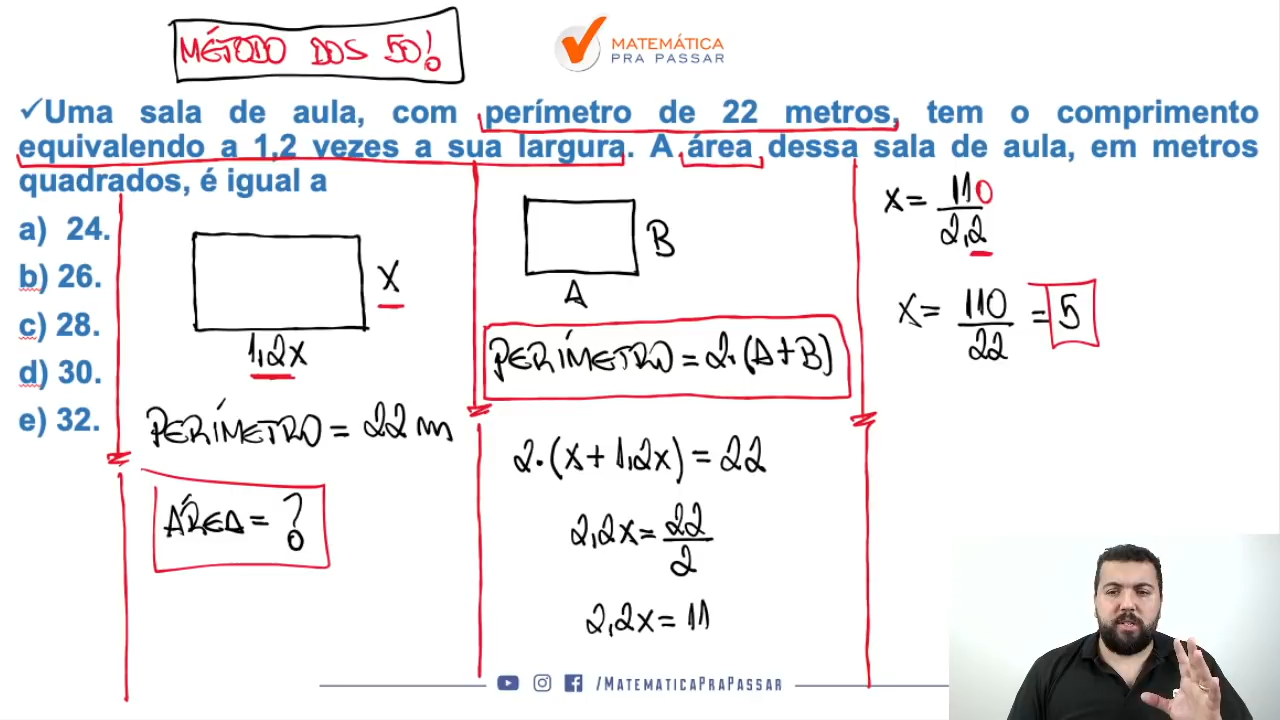 MÉTODO DOS 50!
MATEMÁTICA
PRA PASSAR
✓Uma sala de aula, com perímetro de 22 metros, tem o comprimento
equivalendo a 1,2 vezes a sua largura. A área dessa sala de aula, em metros
quadrados, é igual a
a) 24.
b) 26.
c) 28.
d) 30.
e) 32.
X
1,2x
PERÍMETRO = 22 m
ÁREA = ?
B
A
PERÍMETRO = 2·(A+B)
2·(x+1,2x) = 22
2,2x = 22
2
2,2x = 11
x = 110
2,2
x = 110 = 5
22
/MATEMATICAPRAPASSAR